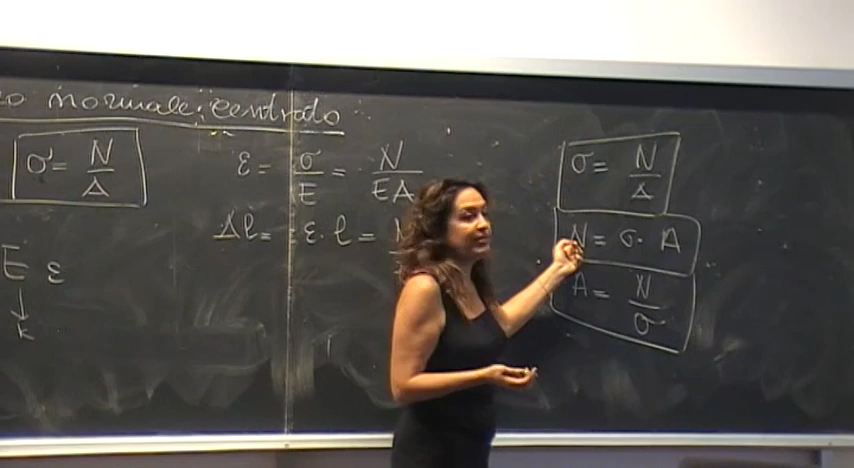 normale centrato
σ = N/A
E ε
k
ε = σ/E = N/EA
Δl = ε · l =
σ = N/A
N = σ · A
A = N/σ